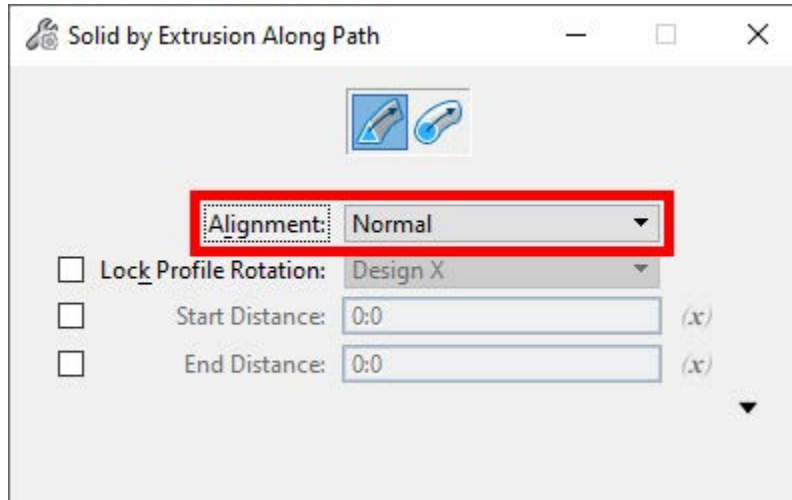 Solid by Extrusion Along Path
Alignment: Normal
Lock Profile Rotation: Design X
Start Distance: 0:0 (x)
End Distance: 0:0 (x)